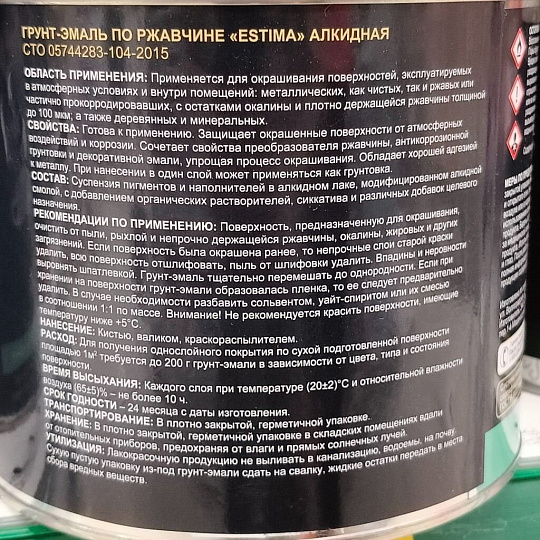 ГРУНТ-ЭМАЛЬ ПО РЖАВЧИНЕ «ESTIMA» АЛКИДНАЯ
СТО 05744283-104-2015
ОБЛАСТЬ ПРИМЕНЕНИЯ: Применяется для окрашивания поверхностей, эксплуатируемых
в атмосферных условиях и внутри помещений: металлических, как чистых, так и ржавых или
частично прокорродировавших, с остатками окалины и плотно держащейся ржавчины толщиной
до 100 мкм; а также деревянных и минеральных.
СВОЙСТВА: Готова к применению. Защищает окрашенные поверхности от атмосферных
воздействий и коррозии. Сочетает свойства преобразователя ржавчины, антикоррозионной
грунтовки и декоративной эмали, упрощая процесс окрашивания. Обладает хорошей адгезией
к металлу. При нанесении в один слой может применяться как грунтовка.
СОСТАВ: Суспензия пигментов и наполнителей в алкидном лаке, модифицированном алкидной
смолой, с добавлением органических растворителей, сиккатива и различных добавок целевого
назначения.
РЕКОМЕНДАЦИИ ПО ПРИМЕНЕНИЮ: Поверхность, предназначенную для окрашивания,
очистить от пыли, рыхлой и непрочно держащейся ржавчины, окалины, жировых и других
загрязнений. Если поверхность была окрашена ранее, то непрочные слои старой краски
удалить, всю поверхность отшлифовать, пыль от шлифовки удалить. Впадины и неровности
выровнять шпатлевкой. Грунт-эмаль тщательно перемешать до однородности. Если при
хранении на поверхности грунт-эмали образовалась пленка, то ее следует предварительно
удалить. В случае необходимости разбавить сольвентом, уайт-спиритом или их смесью
в соотношении 1:1 по массе. Внимание! Не рекомендуется красить поверхности, имеющие
температуру ниже +5°С.
НАНЕСЕНИЕ: Кистью, валиком, краскораспылителем.
РАСХОД: Для получения однослойного покрытия по сухой подготовленной поверхности
площадью 1м² требуется до 200 г грунт-эмали в зависимости от цвета, типа и состояния
поверхности.
ВРЕМЯ ВЫСЫХАНИЯ: Каждого слоя при температуре (20±2)°С и относительной влажности
воздуха (65±5)% – не более 10 ч.
СРОК ГОДНОСТИ – 24 месяца с даты изготовления.
ТРАНСПОРТИРОВАНИЕ: В плотно закрытой, герметичной упаковке.
ХРАНЕНИЕ: В плотно закрытой, герметичной упаковке в складских помещениях вдали
от отопительных приборов, предохраняя от влаги и прямых солнечных лучей.
УТИЛИЗАЦИЯ: Лакокрасочную продукцию не выливать в канализацию, водоемы, на почву.
Сухую пустую упаковку из-под грунт-эмали сдать на свалку, жидкие остатки передать в места
сбора вредных веществ.